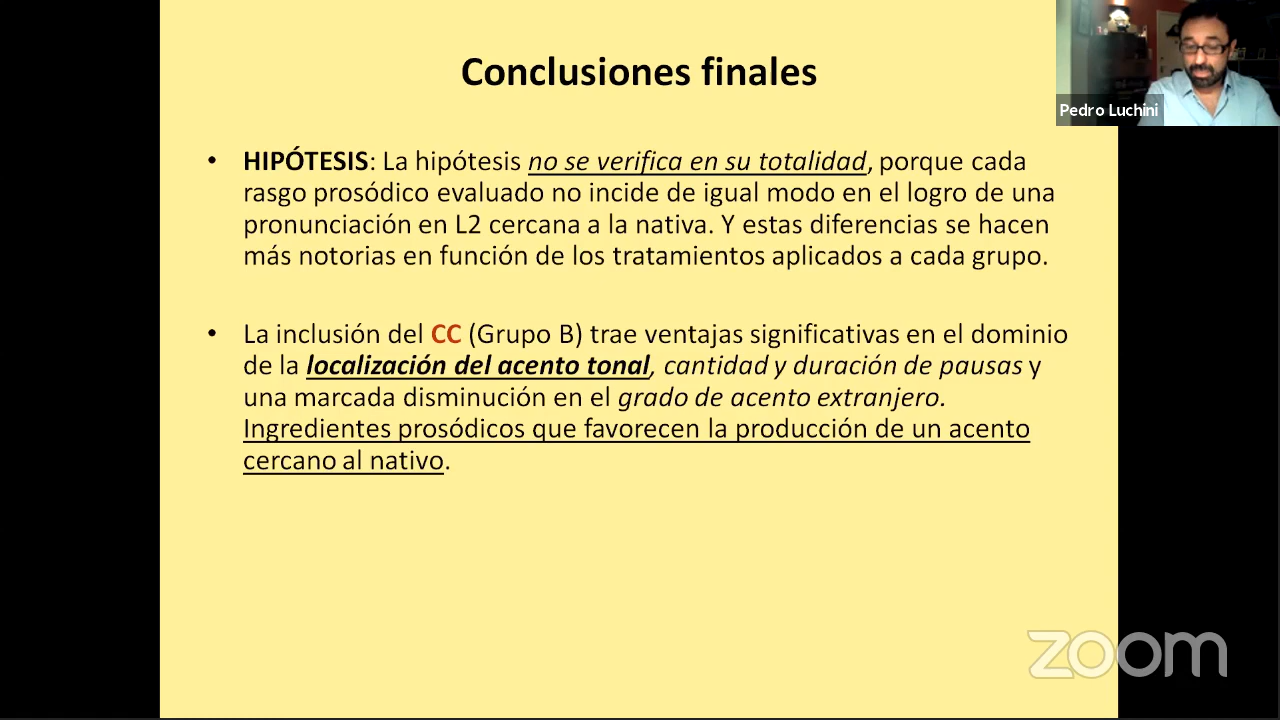 Conclusiones finales
Pedro Luchini
• HIPÓTESIS: La hipótesis no se verifica en su totalidad, porque cada
rasgo prosódico evaluado no incide de igual modo en el logro de una
pronunciación en L2 cercana a la nativa. Y estas diferencias se hacen
más notorias en función de los tratamientos aplicados a cada grupo.
• La inclusión del CC (Grupo B) trae ventajas significativas en el dominio
de la localización del acento tonal, cantidad y duración de pausas y
una marcada disminución en el grado de acento extranjero.
Ingredientes prosódicos que favorecen la producción de un acento
cercano al nativo.
zoom